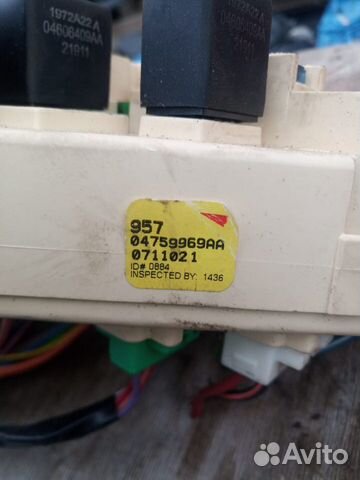 1972A22 A
04606409AA
21911
1972A22 A
04606409AA
21911
957
04759969AA
0711021
ID# 0884
INSPECTED BY: 1436
Avito